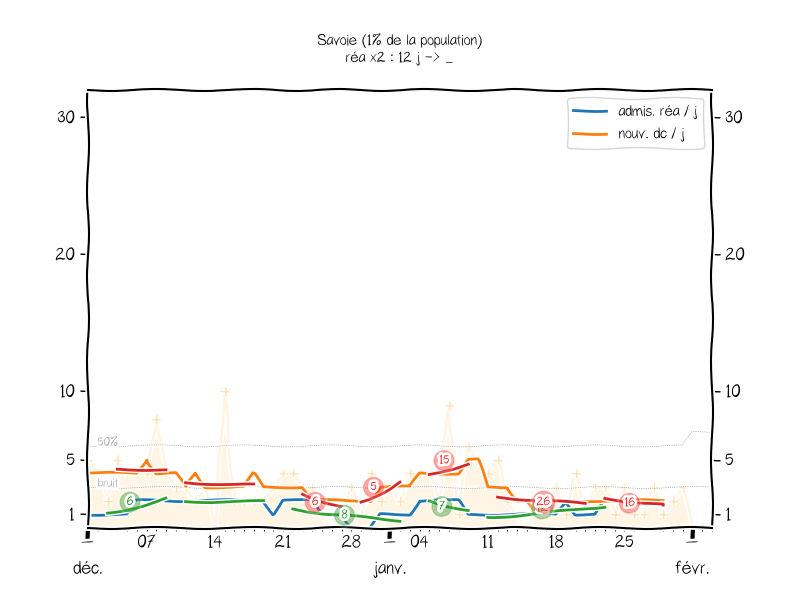 Savoie (1% de la population)
réa x2 : 12 j -> _
admis. réa / j
nouv. dc / j
30 30
20 20
10 10
50%
5 5
bruit
1 1
15
5
6 6 8 7 26 16
07 14 21 28 04 11 18 25
déc. janv. févr.